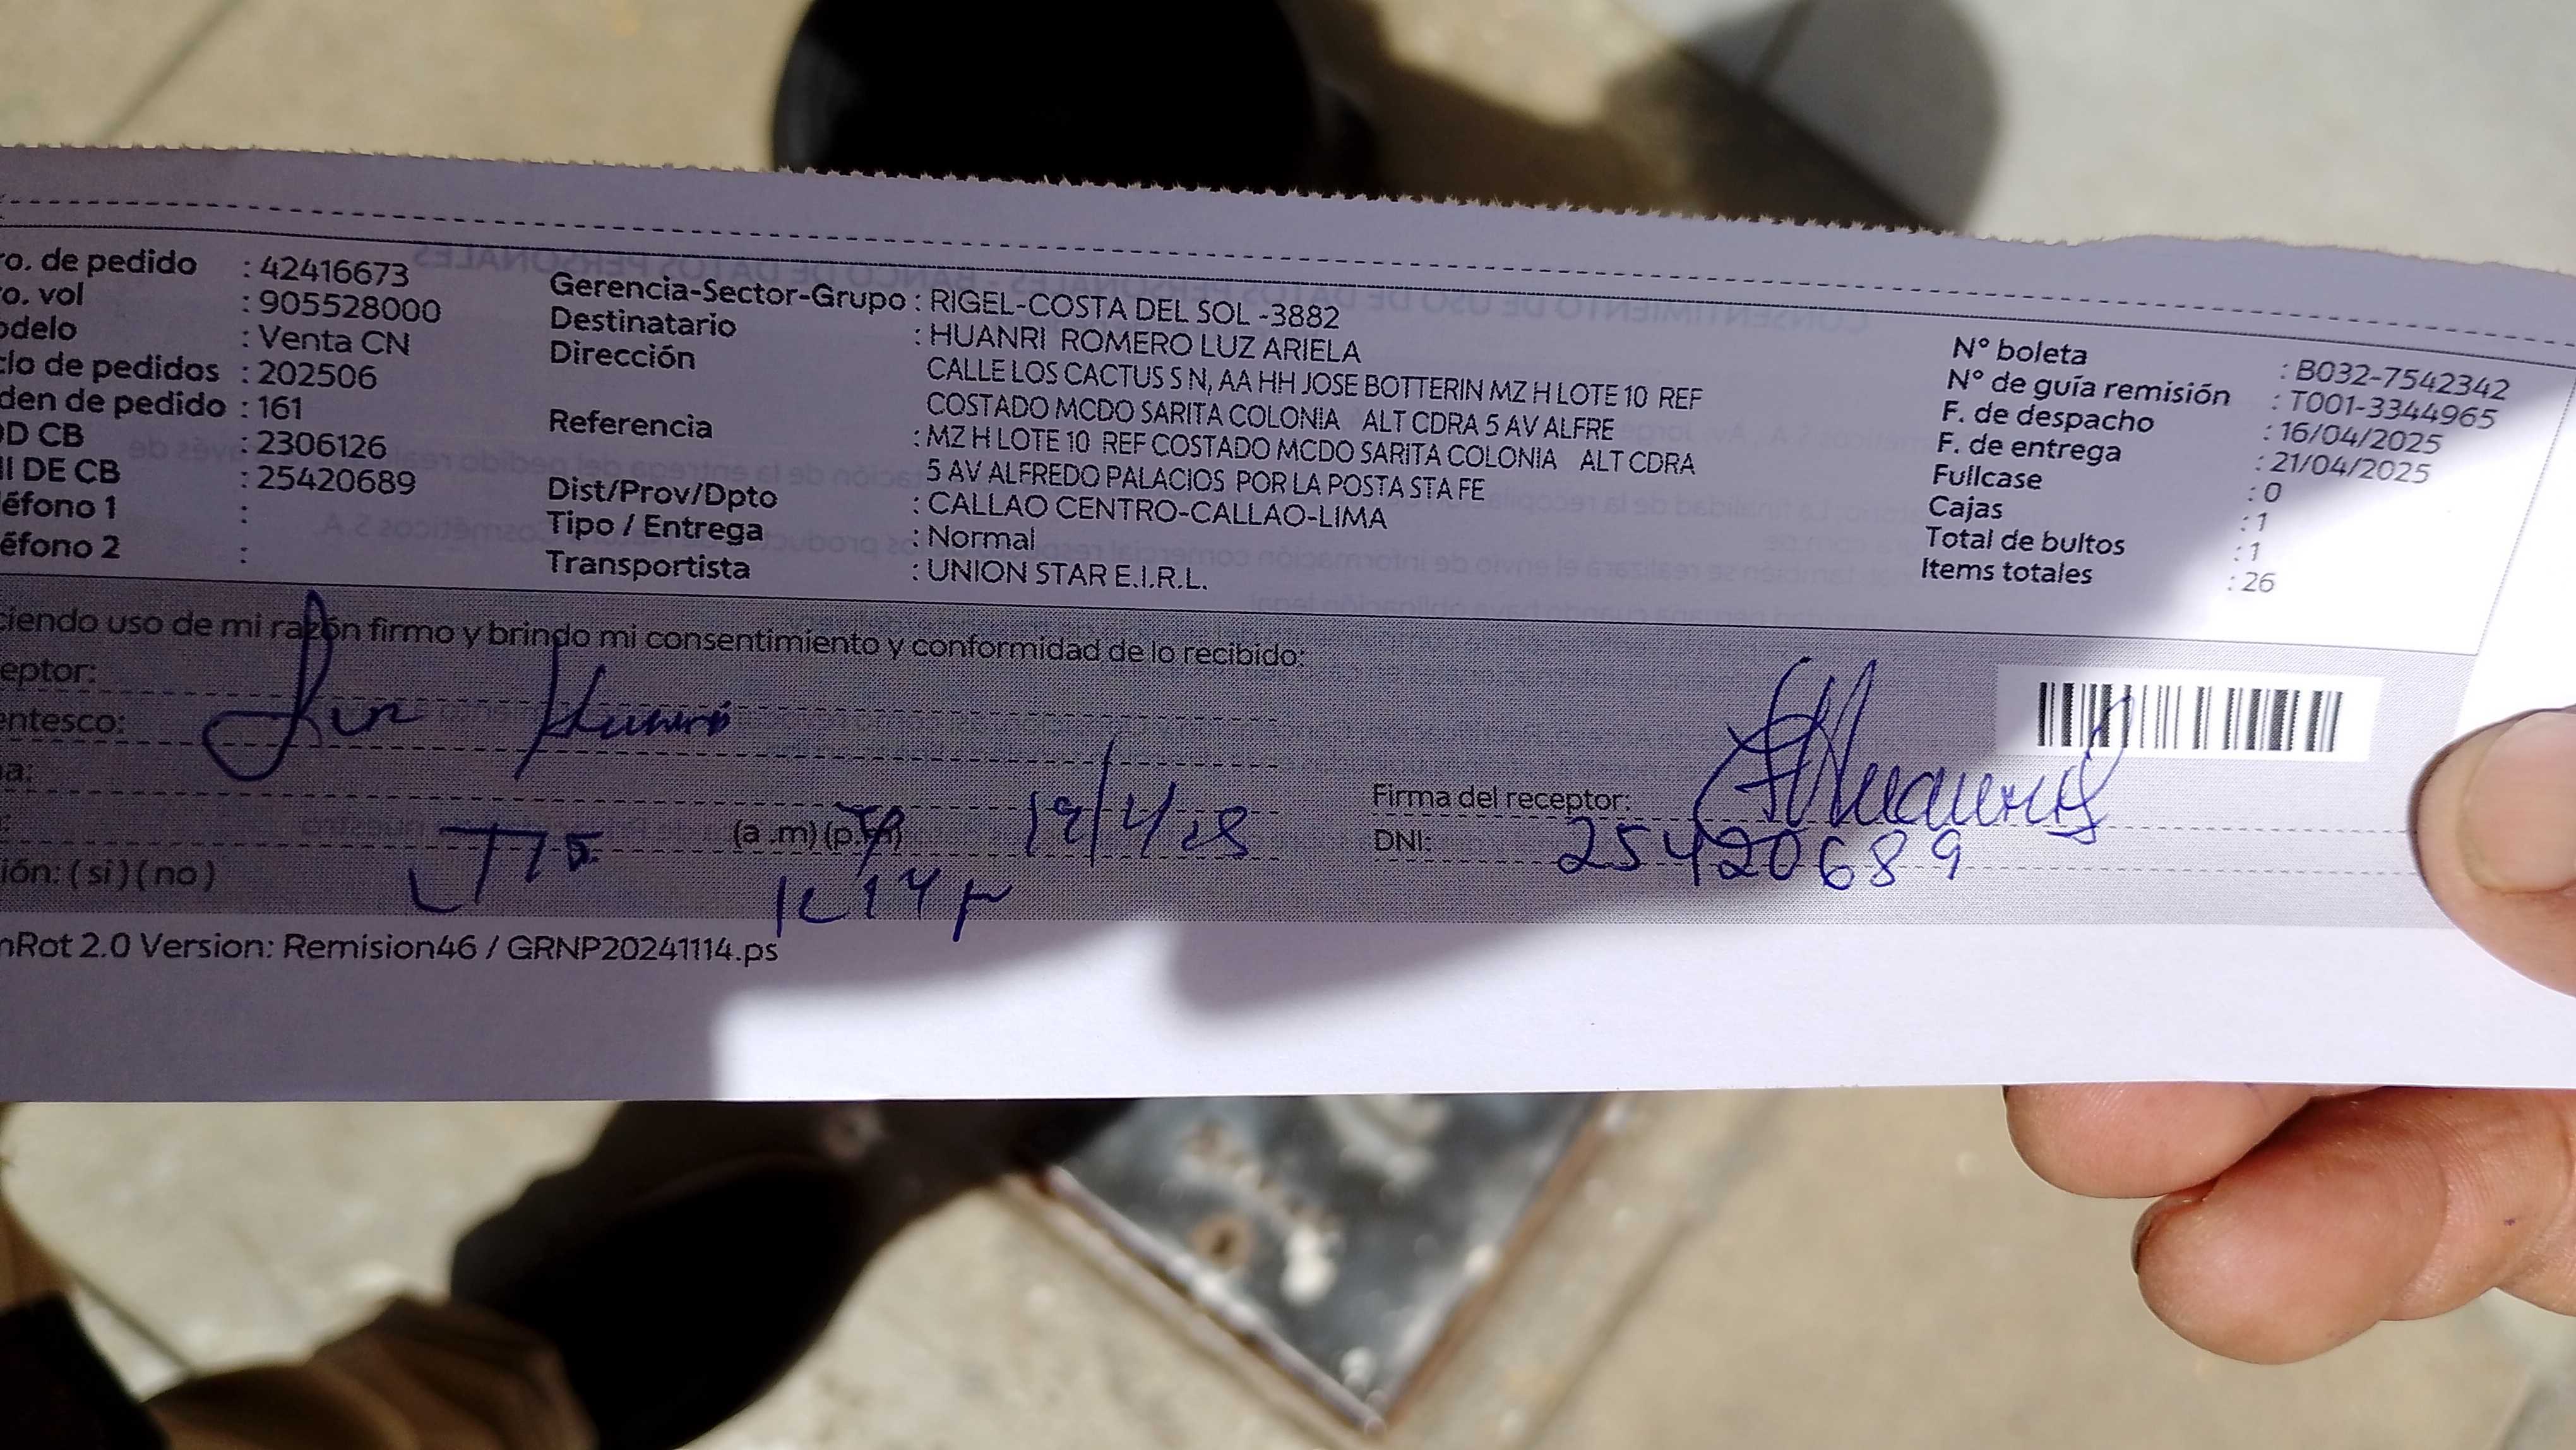 ro. de pedido : 42416673
ro. vol : 905528000
odelo : Venta CN
clo de pedidos : 202506
den de pedido : 161
OD CB : 2306126
NI DE CB : 25420689
léfono 1 :
éfono 2 :
Gerencia-Sector-Grupo : RIGEL-COSTA DEL SOL -3882
Destinatario : HUANRI ROMERO LUZ ARIELA
Dirección CALLE LOS CACTUS S N, AA HH JOSE BOTTERIN MZ H LOTE 10 REF
COSTADO MCDO SARITA COLONIA ALT CDRA 5 AV ALFRE
Referencia : MZ H LOTE 10 REF COSTADO MCDO SARITA COLONIA ALT CDRA
5 AV ALFREDO PALACIOS POR LA POSTA STA FE
Dist/Prov/Dpto : CALLAO CENTRO-CALLAO-LIMA
Tipo / Entrega : Normal
Transportista : UNION STAR E.I.R.L.
N° boleta : B032-7542342
N° de guía remisión : T001-3344965
F. de despacho : 16/04/2025
F. de entrega : 21/04/2025
Fullcase : 0
Cajas : 1
Total de bultos : 1
Items totales : 26
ciendo uso de mi razón firmo y brindo mi consentimiento y conformidad de lo recibido:
eptor:
entesco:
Luz Huanri
a:
(a .m) (p.m)
Firma del receptor:
DNI: 25420689
ión: ( si ) ( no )
nRot 2.0 Version: Remision46 / GRNP20241114.ps